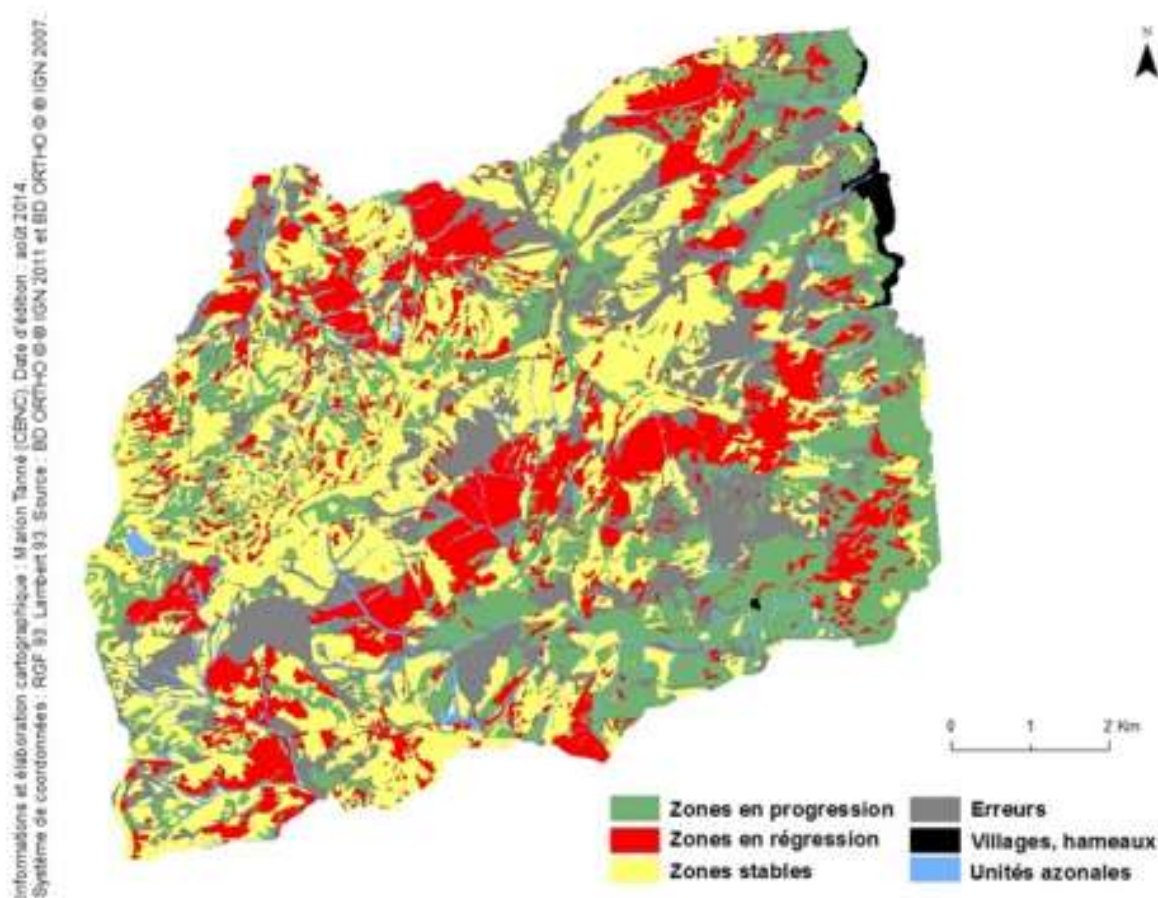 Informations et élaboration cartographique : Marion Tanné (CENC). Date d'édition : août 2014.
Système de coordonnées : RGF 93. Lambert 93. Source : BD ORTHO © ® IGN 2011 et BD ORTHO © ® IGN 2007.
N
0 1 2 Km
Zones en progression
Zones en régression
Zones stables
Erreurs
Villages, hameaux
Unités azonales